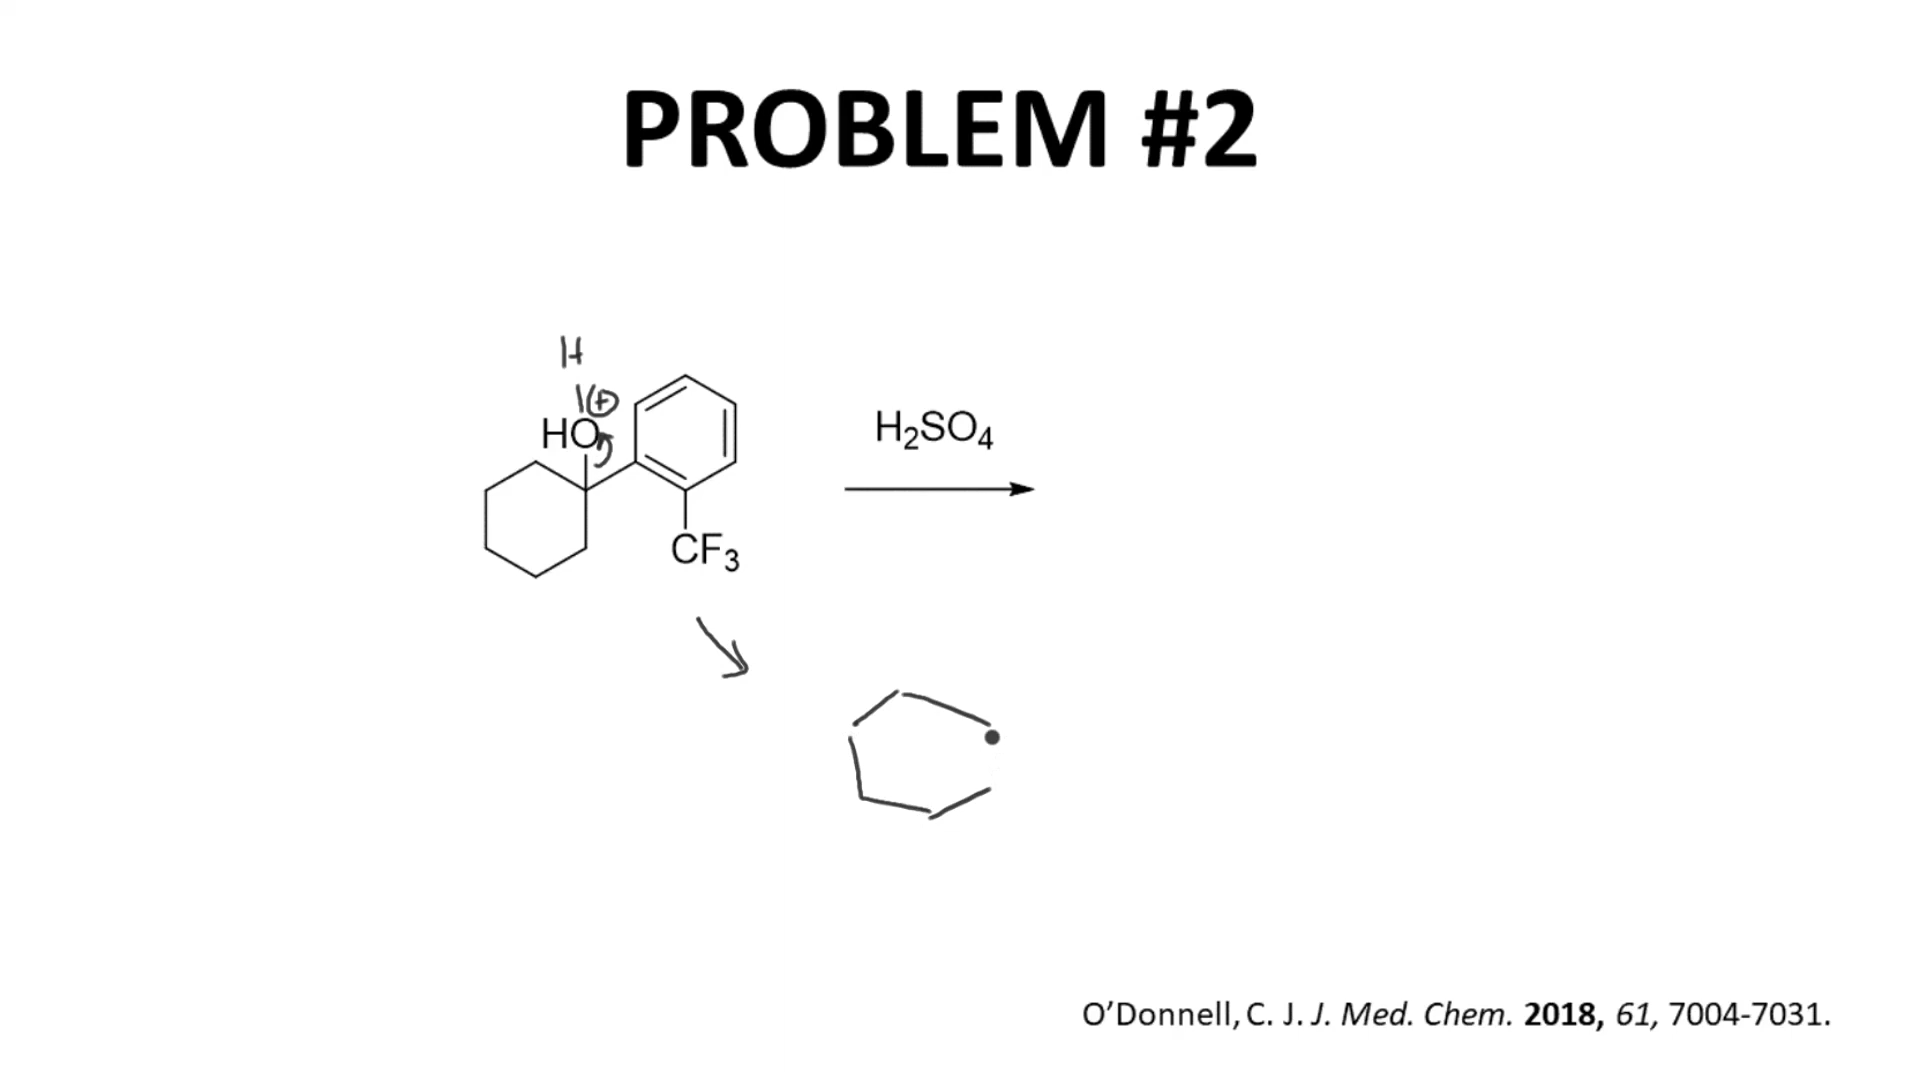 PROBLEM #2
H
⊕
HO
H₂SO₄
CF₃
O’Donnell, C. J. J. Med. Chem. 2018, 61, 7004-7031.